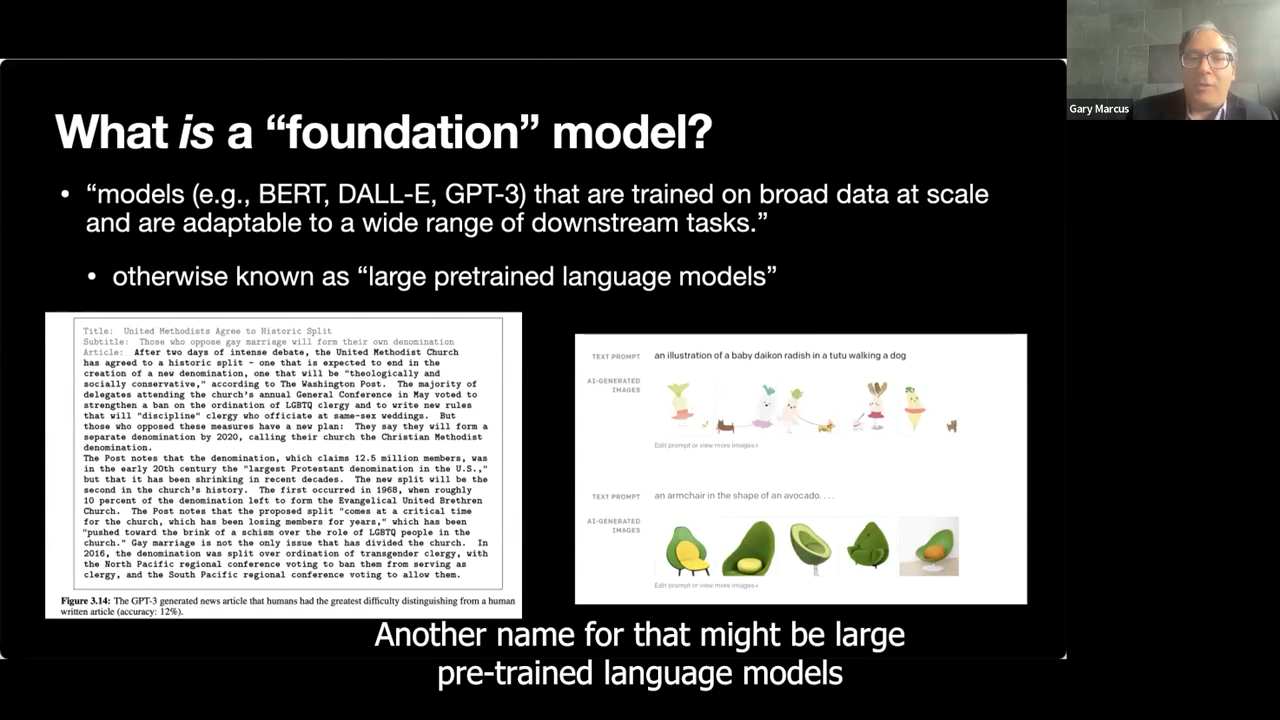 Gary Marcus
What is a “foundation” model?
• “models (e.g., BERT, DALL-E, GPT-3) that are trained on broad data at scale
and are adaptable to a wide range of downstream tasks.”
• otherwise known as “large pretrained language models”
Title: United Methodists Agree to Historic Split
Subtitle: Those who oppose gay marriage will form their own denomination
Article: After two days of intense debate, the United Methodist Church
has agreed to a historic split - one that is expected to end in the
creation of a new denomination, one that will be "theologically and
socially conservative," according to The Washington Post. The majority of
delegates attending the church's annual General Conference in May voted to
strengthen a ban on the ordination of LGBTQ clergy and to write new rules
that will "discipline" clergy who officiate at same-sex weddings. But
those who opposed these measures have a new plan: They say they will form a
separate denomination by 2020, calling their church the Christian Methodist
denomination.
The Post notes that the denomination, which claims 12.5 million members, was
in the early 20th century the "largest Protestant denomination in the U.S.,"
but that it has been shrinking in recent decades. The new split will be the
second in the church's history. The first occurred in 1968, when roughly
10 percent of the denomination left to form the Evangelical United Brethren
Church. The Post notes that the proposed split "comes at a critical time
for the church, which has been losing members for years," which has been
"pushed toward the brink of a schism over the role of LGBTQ people in the
church." Gay marriage is not the only issue that has divided the church. In
2016, the denomination was split over ordination of transgender clergy, with
the North Pacific regional conference voting to ban them from serving as
clergy, and the South Pacific regional conference voting to allow them.
Figure 3.14: The GPT-3 generated news article that humans had the greatest difficulty distinguishing from a human
written article (accuracy: 12%).
TEXT PROMPT
an illustration of a baby daikon radish in a tutu walking a dog
AI-GENERATED
IMAGES
Edit prompt or view more images↓
TEXT PROMPT
an armchair in the shape of an avocado. . . .
AI-GENERATED
IMAGES
Edit prompt or view more images↓
Another name for that might be large
pre-trained language models